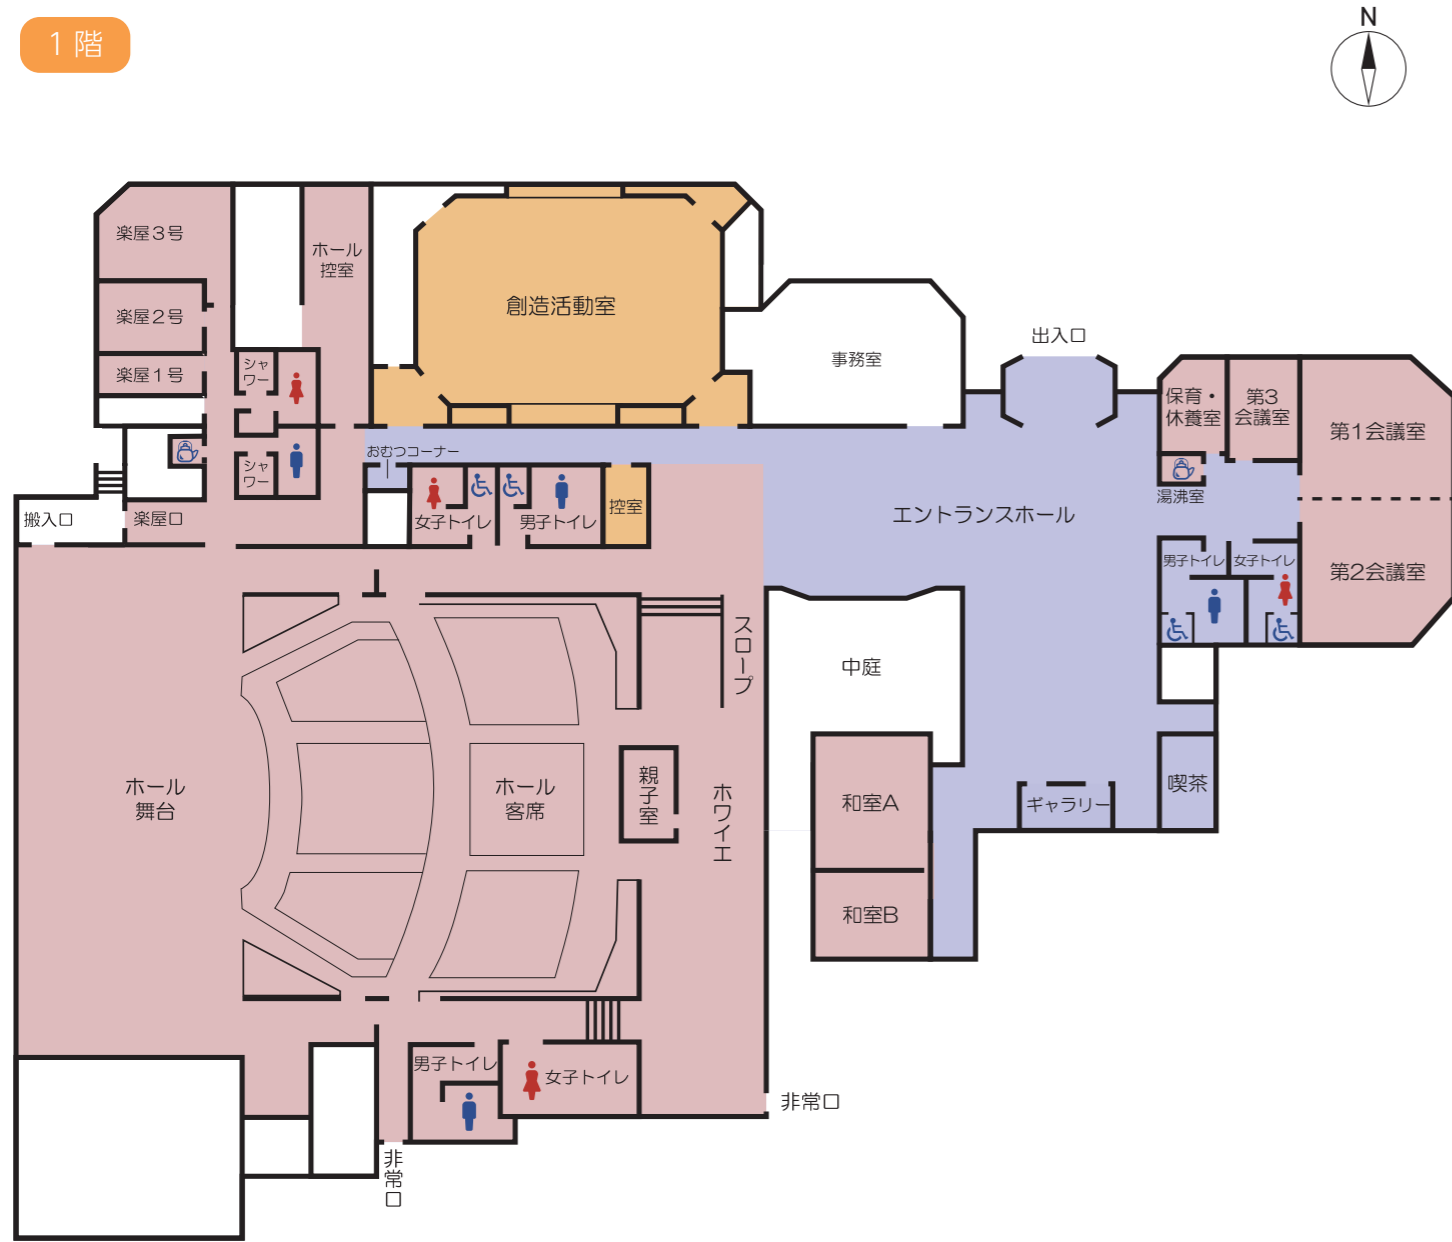 1階
N
楽屋3号
ホール
控室
楽屋2号
創造活動室
出入口
事務室
シャ
ワー
楽屋1号
保育・
休養室
第3
会議室
第1会議室
おむつコーナー
シャ
ワー
湯沸室
搬入口
楽屋口
女子トイレ
男子トイレ
控室
エントランスホール
男子トイレ
女子トイレ
第2会議室
スロープ
中庭
ホール
舞台
ホール
客席
親子室
ホワイエ
和室A
ギャラリー
喫茶
和室B
男子トイレ
女子トイレ
非常口
非常口